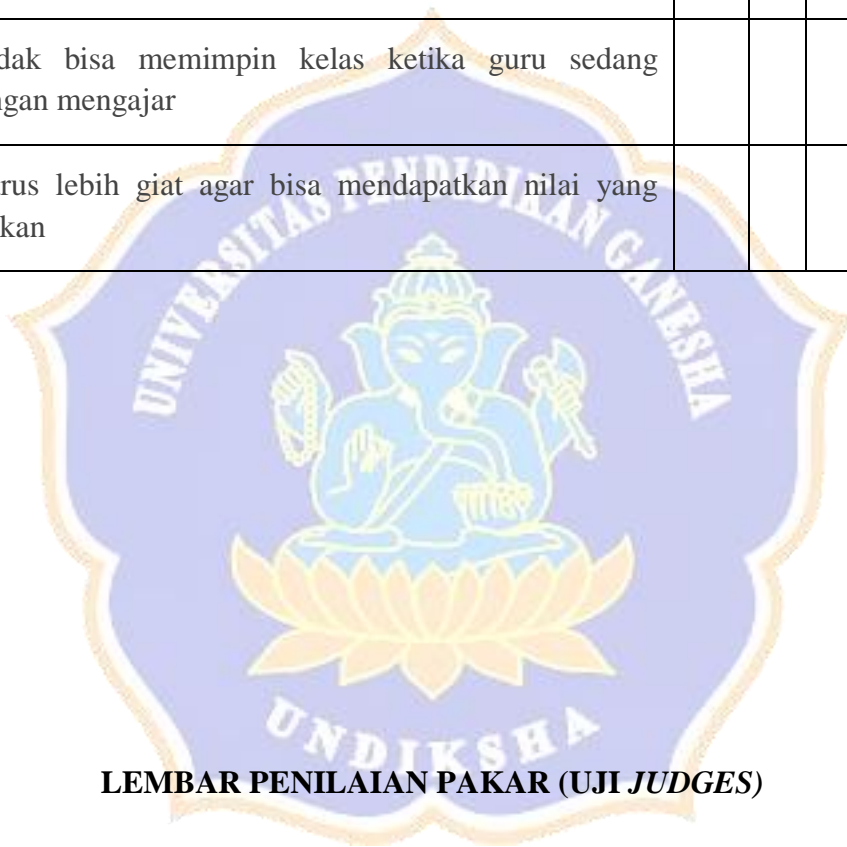 dak bisa memimpin kelas ketika guru sedang
ngan mengajar
rus lebih giat agar bisa mendapatkan nilai yang
kan
UNIVERSITAS PENDIDIKAN GANESHA
UNDIKSHA
LEMBAR PENILAIAN PAKAR (UJI JUDGES)